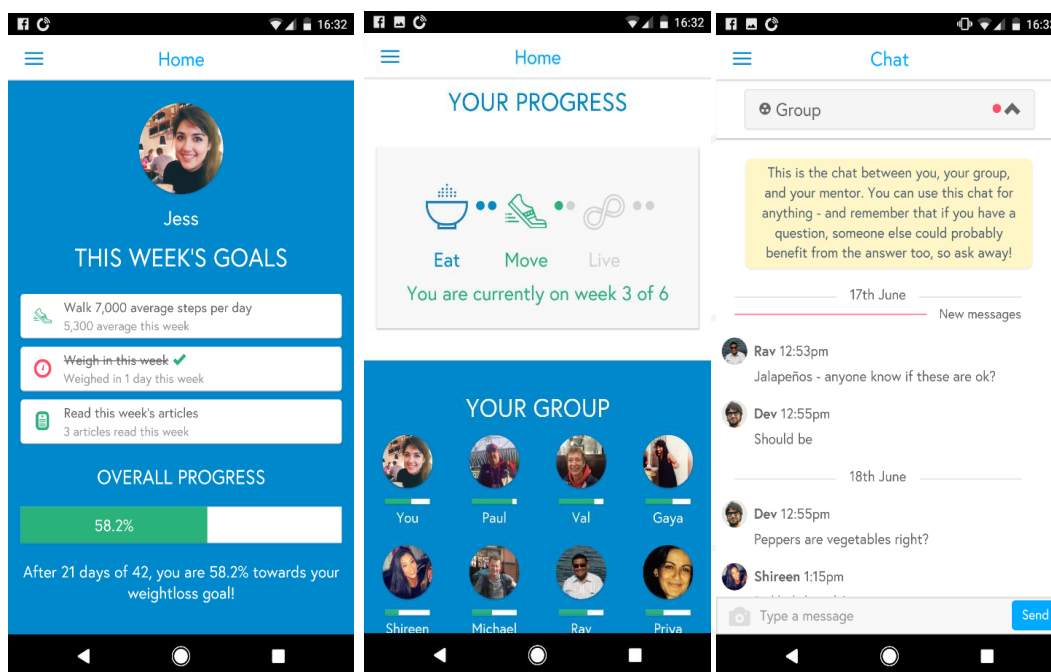 16:32
Home
Jess
THIS WEEK'S GOALS
Walk 7,000 average steps per day
5,300 average this week
Weigh in this week
Weighed in 1 day this week
Read this week's articles
3 articles read this week
OVERALL PROGRESS
58.2%
After 21 days of 42, you are 58.2% towards your
weightloss goal!
16:32
Home
YOUR PROGRESS
Eat Move Live
You are currently on week 3 of 6
YOUR GROUP
You Paul Val Gaya
Shireen Michael Rav Priya
16:33
Chat
Group
This is the chat between you, your group,
and your mentor. You can use this chat for
anything - and remember that if you have a
question, someone else could probably
benefit from the answer too, so ask away!
17th June
New messages
Rav 12:53pm
Jalapeños - anyone know if these are ok?
Dev 12:55pm
Should be
18th June
Dev 12:55pm
Peppers are vegetables right?
Shireen 1:15pm
Type a message
Send